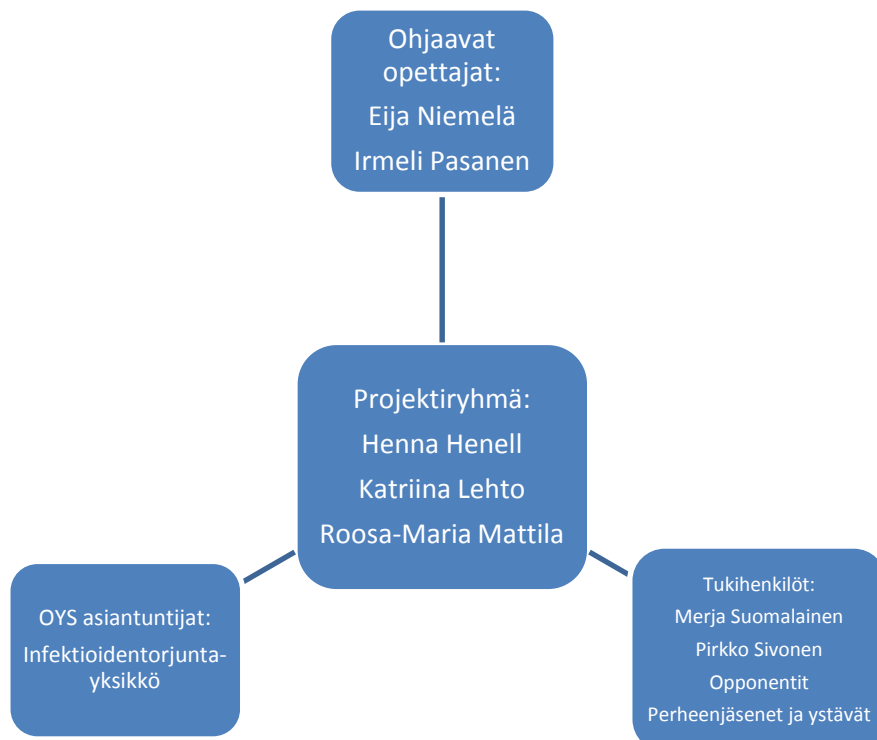 Ohjaavat
opettajat:
Eija Niemelä
Irmeli Pasanen
Projektiryhmä:
Henna Henell
Katriina Lehto
Roosa-Maria Mattila
OYS asiantuntijat:
Infektioidentorjunta-
yksikkö
Tukihenkilöt:
Merja Suomalainen
Pirkko Sivonen
Opponentit
Perheenjäsenet ja ystävät